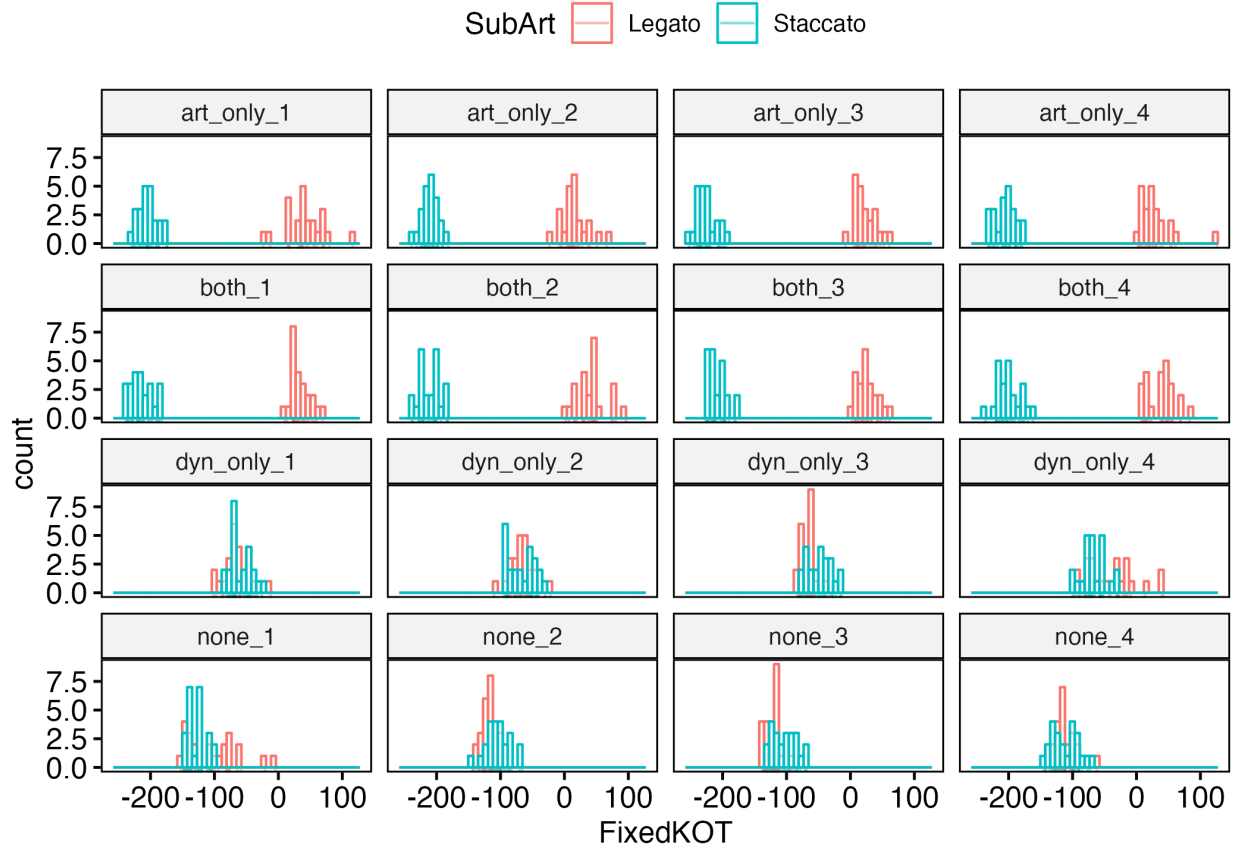 SubArt Legato Staccato
art_only_1 art_only_2 art_only_3 art_only_4
7.5
5.0
2.5
0.0
both_1 both_2 both_3 both_4
7.5
5.0
2.5
0.0
count
dyn_only_1 dyn_only_2 dyn_only_3 dyn_only_4
7.5
5.0
2.5
0.0
none_1 none_2 none_3 none_4
7.5
5.0
2.5
0.0
-200 -100 0 100 -200 -100 0 100 -200 -100 0 100 -200 -100 0 100
FixedKOT